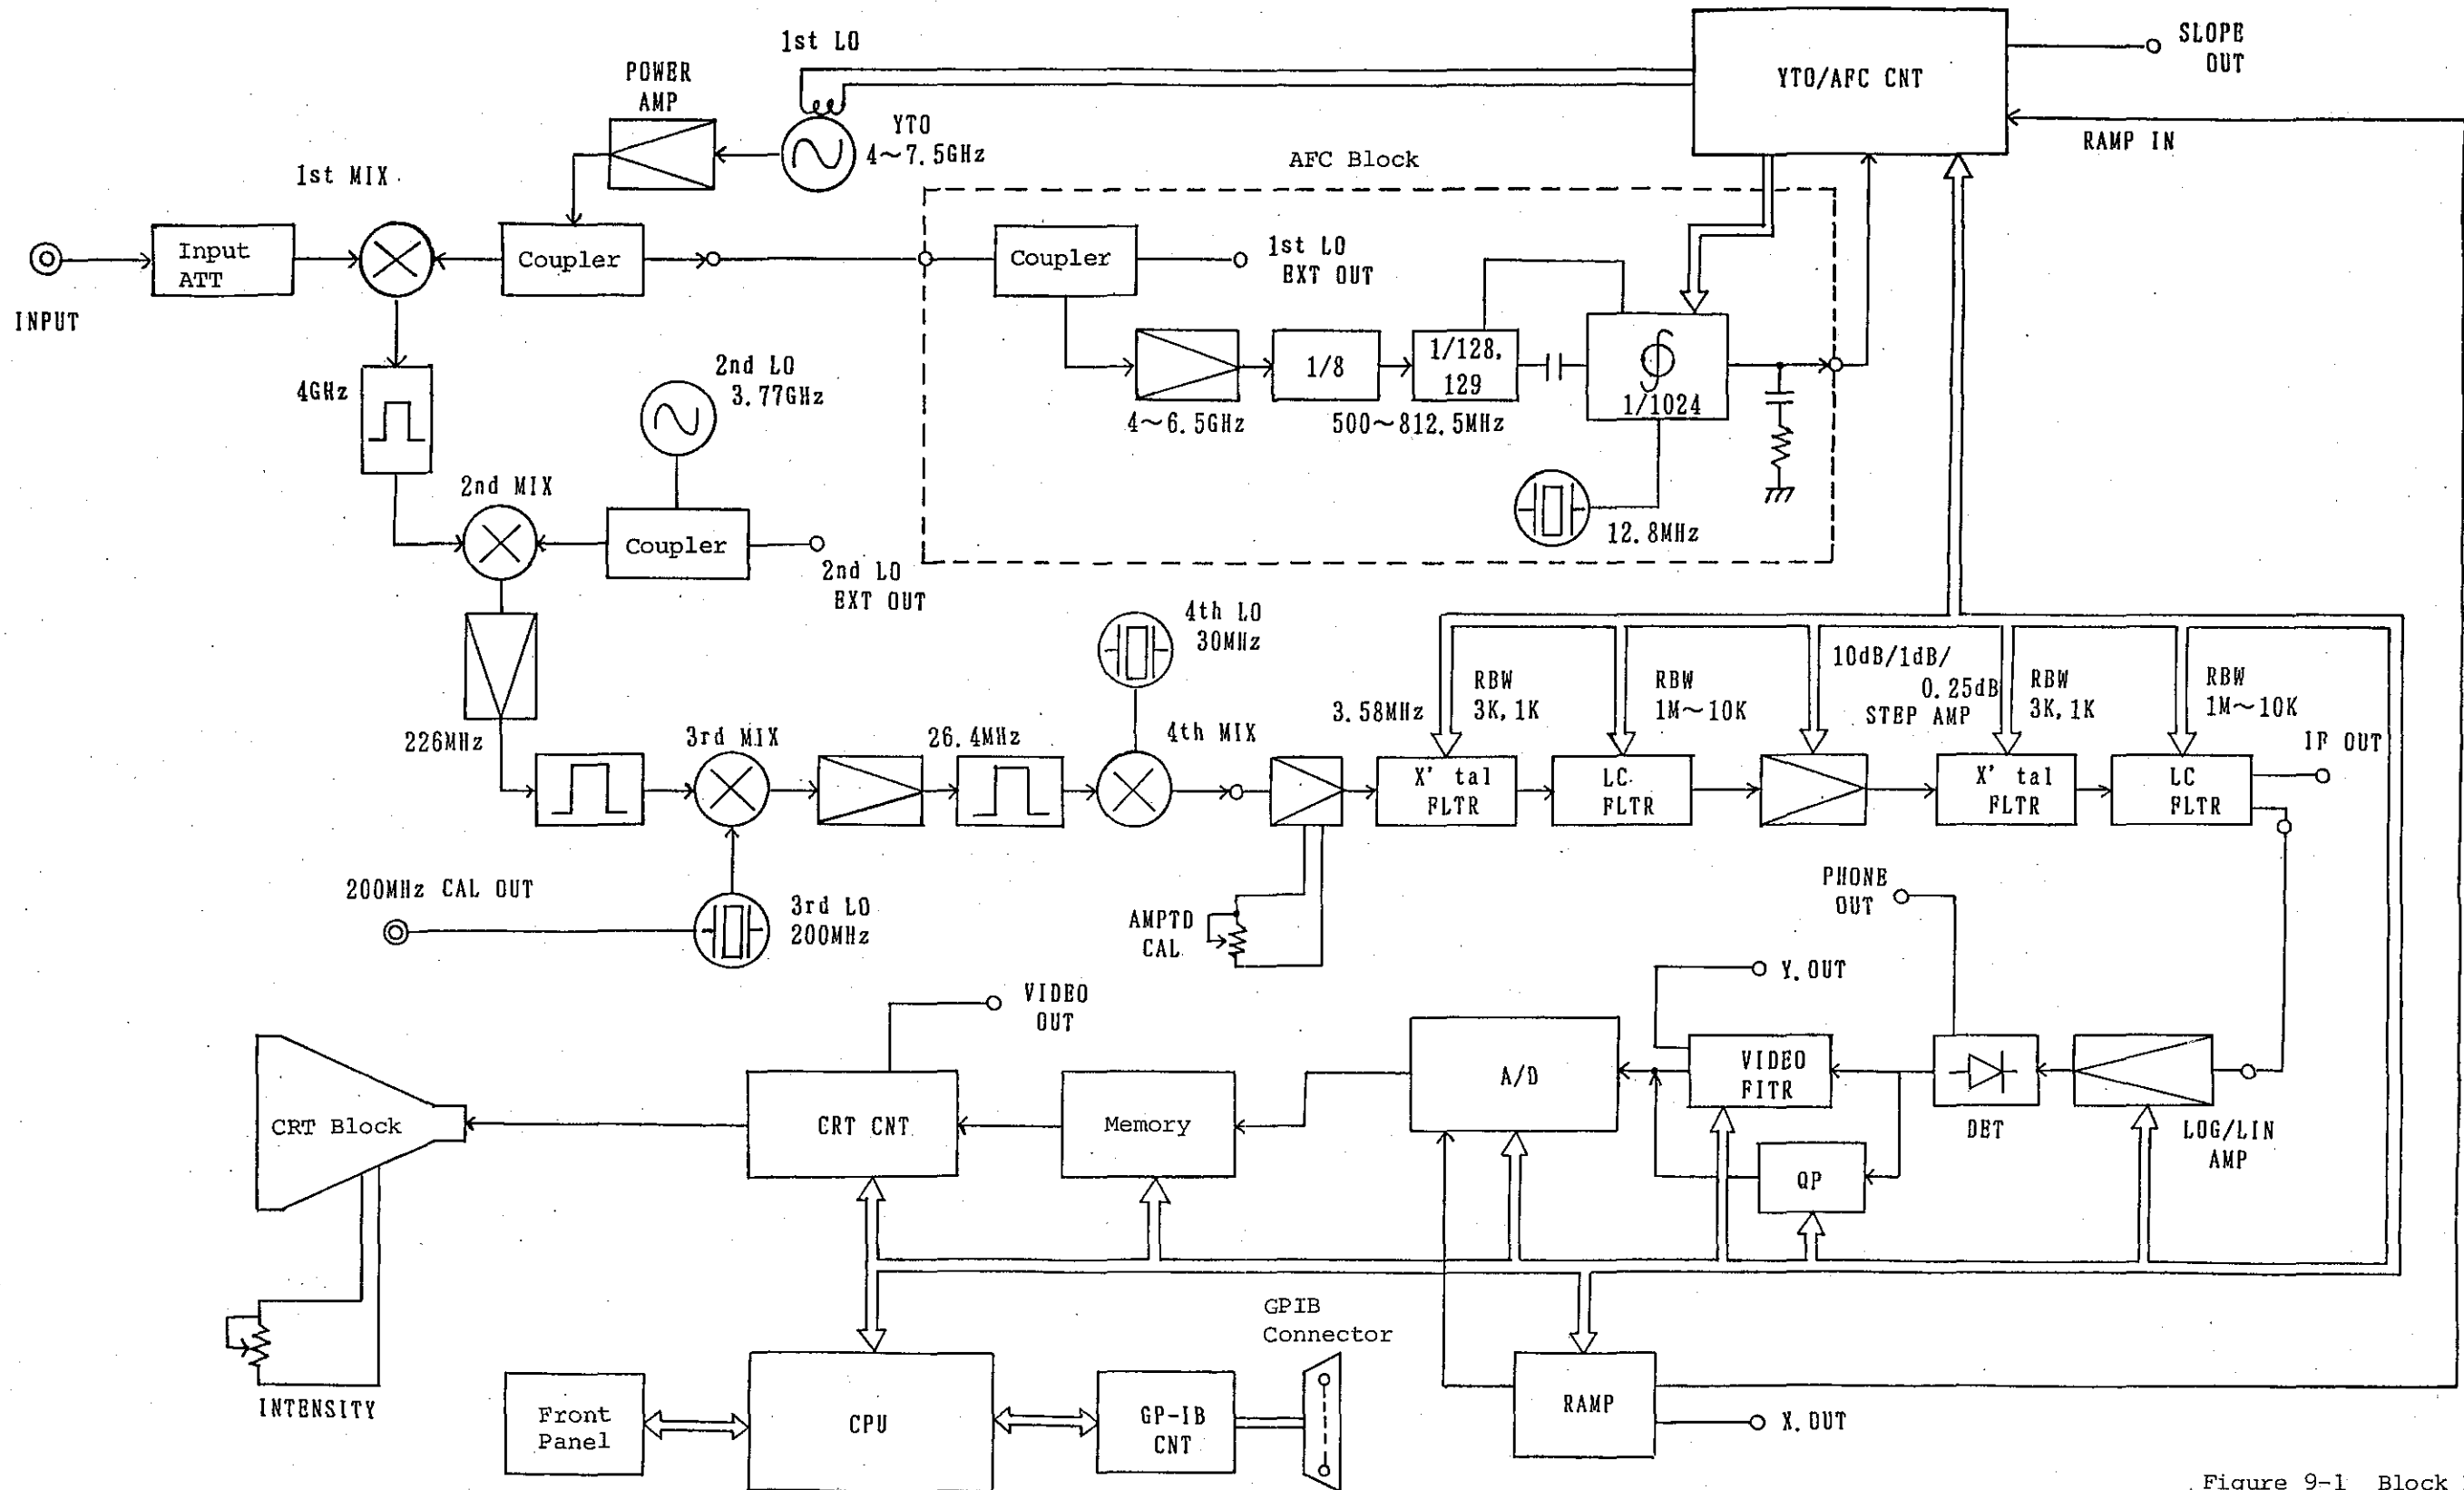 1st LO
SLOPE
OUT
POWER
AMP
YTO/AFC CNT
YTO
4~7.5GHz
RAMP IN
AFC Block
1st MIX
Input
ATT
Coupler
Coupler
1st LO
EXT OUT
INPUT
4GHz
2nd LO
3.77GHz
1/8
1/128,
129
1/1024
4~6.5GHz
500~812.5MHz
2nd MIX
12.8MHz
Coupler
2nd LO
EXT OUT
4th LO
30MHz
10dB/1dB/
0.25dB
STEP AMP
RBW
3K, 1K
RBW
1M~10K
RBW
3K, 1K
RBW
1M~10K
3.58MHz
226MHz
3rd MIX
26.4MHz
4th MIX
IF OUT
X' tal
FLTR
LC
FLTR
X' tal
FLTR
LC
FLTR
200MHz CAL OUT
3rd LO
200MHz
AMPTD
CAL
PHONE
OUT
Y.OUT
VIDEO
OUT
CRT Block
CRT CNT
Memory
A/D
VIDEO
FITR
DET
LOG/LIN
AMP
QP
GPIB
Connector
INTENSITY
Front
Panel
CPU
GP-IB
CNT
RAMP
X.OUT
Figure 9-1 Block